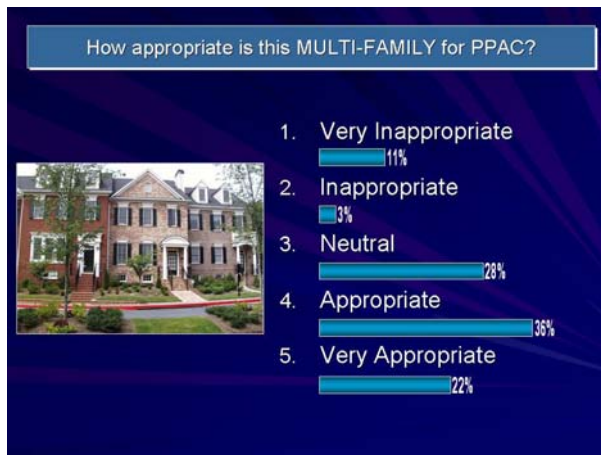 How appropriate is this MULTI-FAMILY for PPAC?
1. Very Inappropriate
11%
2. Inappropriate
3%
3. Neutral
28%
4. Appropriate
36%
5. Very Appropriate
22%